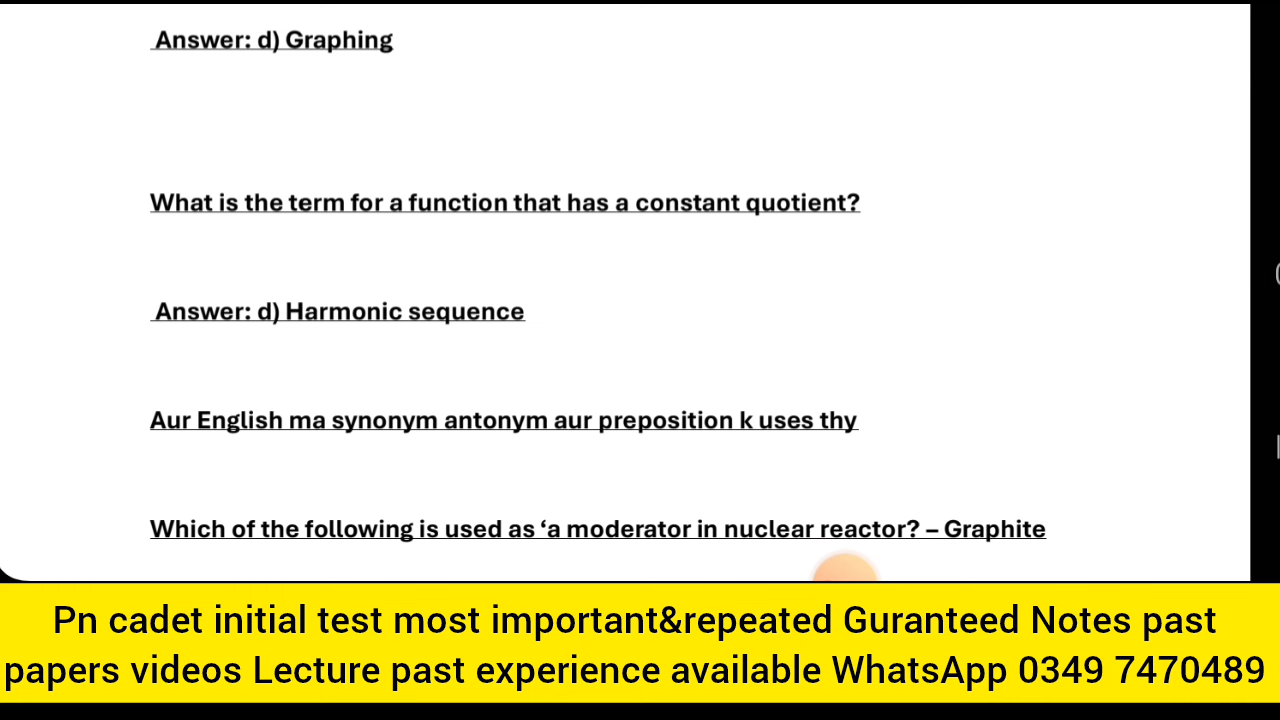 Answer: d) Graphing
What is the term for a function that has a constant quotient?
Answer: d) Harmonic sequence
Aur English ma synonym antonym aur preposition k uses thy
Which of the following is used as ‘a moderator in nuclear reactor? – Graphite
Pn cadet initial test most important&repeated Guranteed Notes past
papers videos Lecture past experience available WhatsApp 0349 7470489